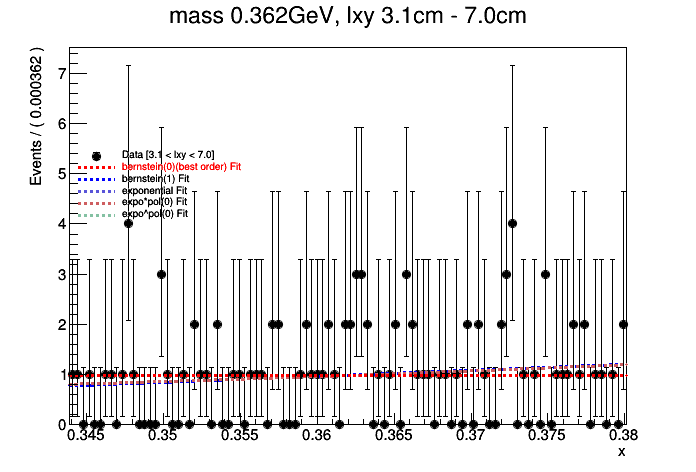 mass 0.362GeV, lxy 3.1cm - 7.0cm
Events / ( 0.000362 )
7
6
5
4
3
2
1
0
Data [3.1 < lxy < 7.0]
bernstein(0)(best order) Fit
bernstein(1) Fit
exponential Fit
expo*pol(0) Fit
expo^pol(0) Fit
0.345 0.35 0.355 0.36 0.365 0.37 0.375 0.38
x